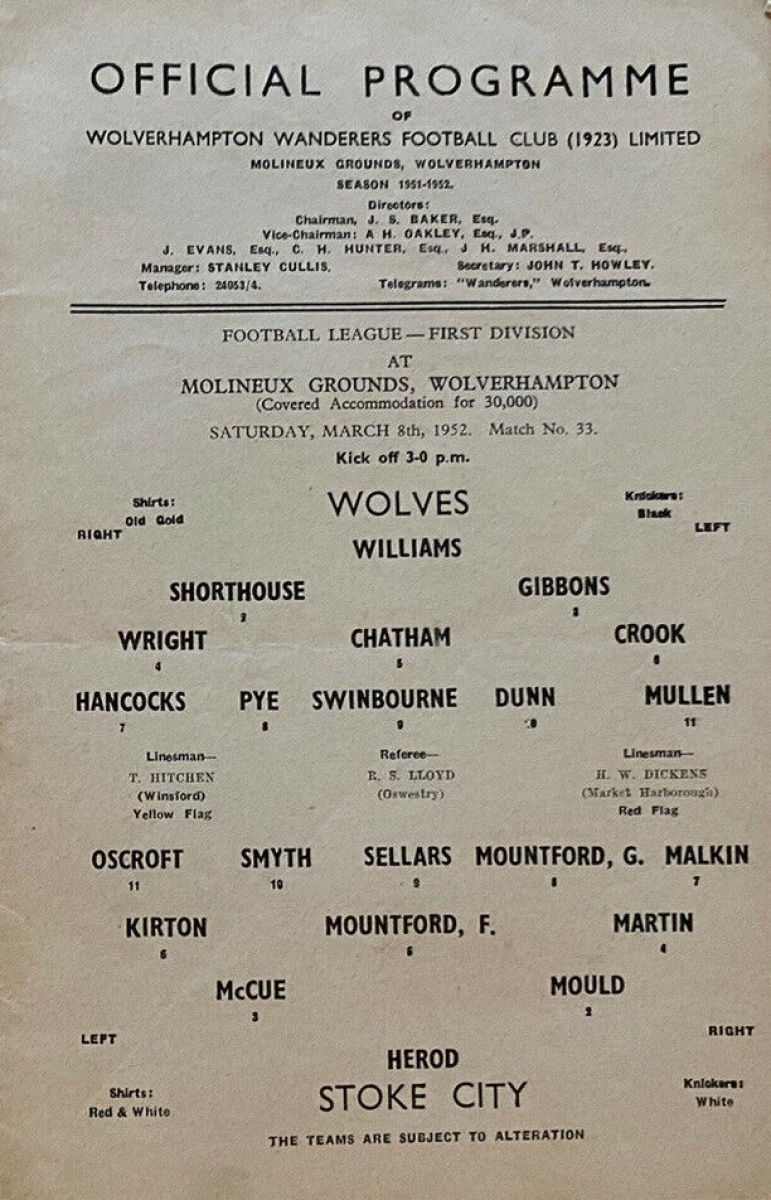 OFFICIAL PROGRAMME
OF
WOLVERHAMPTON WANDERERS FOOTBALL CLUB (1923) LIMITED
MOLINEUX GROUNDS, WOLVERHAMPTON
SEASON 1951-1952.
Directors:
Chairman, J. S. BAKER, Esq.
Vice-Chairman: A H. OAKLEY, Esq., J.P.
J. EVANS, Esq., C. H. HUNTER, Esq., J H. MARSHALL, Esq.,
Manager: STANLEY CULLIS. Secretary: JOHN T. HOWLEY.
Telephone: 24053/4. Telegrams: "Wanderers," Wolverhampton.
FOOTBALL LEAGUE — FIRST DIVISION
AT
MOLINEUX GROUNDS, WOLVERHAMPTON
(Covered Accommodation for 30,000)
SATURDAY, MARCH 8th, 1952. Match No. 33.
Kick off 3-0 p.m.
Shirts: WOLVES Knickers:
Old Gold Black
RIGHT LEFT
WILLIAMS
SHORTHOUSE GIBBONS
2 3
WRIGHT CHATHAM CROOK
4 5 6
HANCOCKS PYE SWINBOURNE DUNN MULLEN
7 8 9 10 11
Linesman— Referee— Linesman—
T. HITCHEN R. S. LLOYD H. W. DICKENS
(Winsford) (Oswestry) (Market Harborough)
Yellow Flag Red Flag
OSCROFT SMYTH SELLARS MOUNTFORD, G. MALKIN
11 10 9 8 7
KIRTON MOUNTFORD, F. MARTIN
6 5 4
McCUE MOULD
3 2
LEFT RIGHT
HEROD
Shirts: STOKE CITY Knickers:
Red & White White
THE TEAMS ARE SUBJECT TO ALTERATION